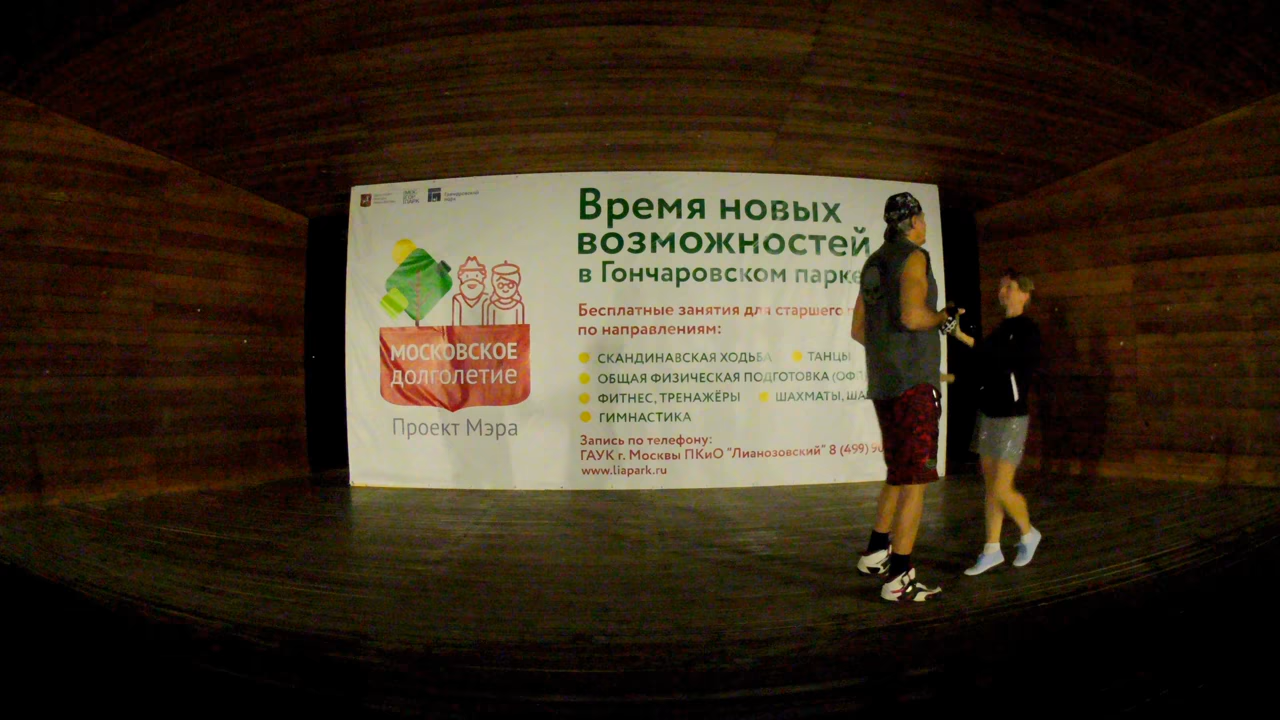 МОСКОВСКОЕ
ДОЛГОЛЕТИЕ
Проект Мэра
Время новых
возможностей
в Гончаровском парке
Бесплатные занятия для старшего
по направлениям:
СКАНДИНАВСКАЯ ХОДЬБА ТАНЦЫ
ОБЩАЯ ФИЗИЧЕСКАЯ ПОДГОТОВКА (ОФП
ФИТНЕС, ТРЕНАЖЁРЫ ШАХМАТЫ, ША
ГИМНАСТИКА
Запись по телефону:
ГАУК г. Москвы ПКиО "Лианозовский" 8 (499) 90
www.liapark.ru